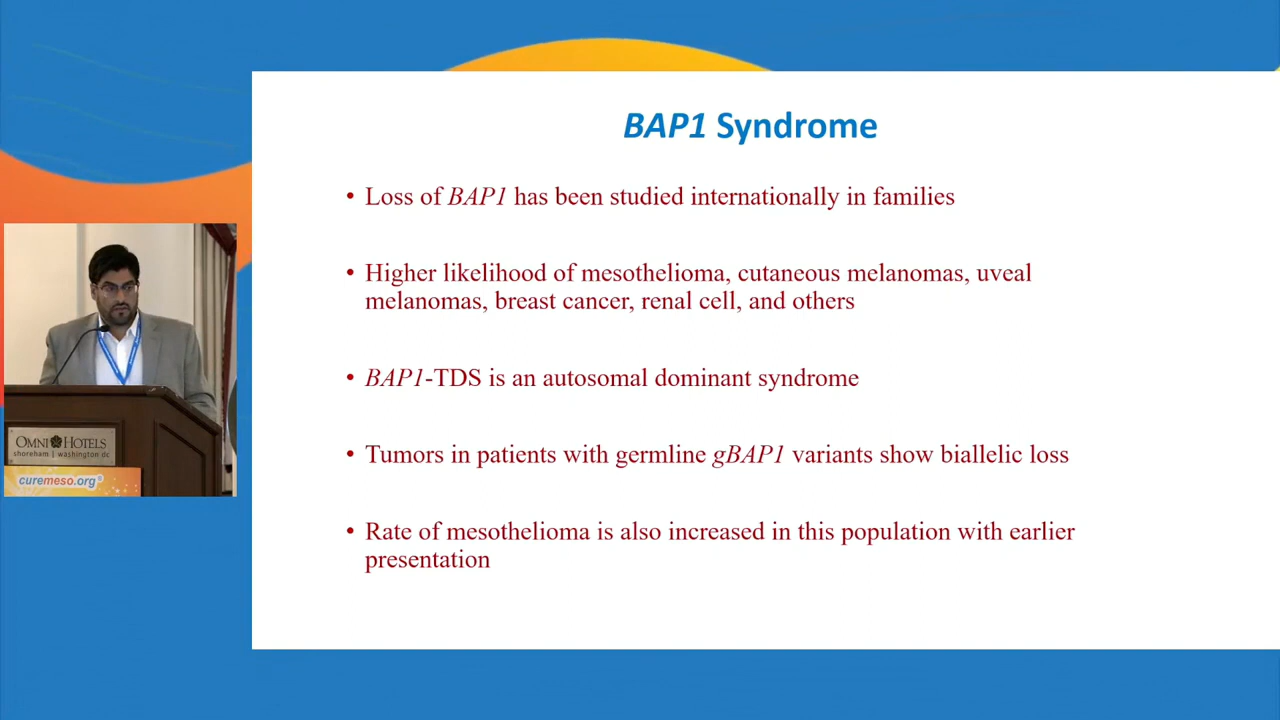 BAP1 Syndrome
• Loss of BAP1 has been studied internationally in families
• Higher likelihood of mesothelioma, cutaneous melanomas, uveal
melanomas, breast cancer, renal cell, and others
• BAP1-TDS is an autosomal dominant syndrome
• Tumors in patients with germline gBAP1 variants show biallelic loss
• Rate of mesothelioma is also increased in this population with earlier
presentation
OMNI HOTELS
shoreham | washington dc
curemeso.org®